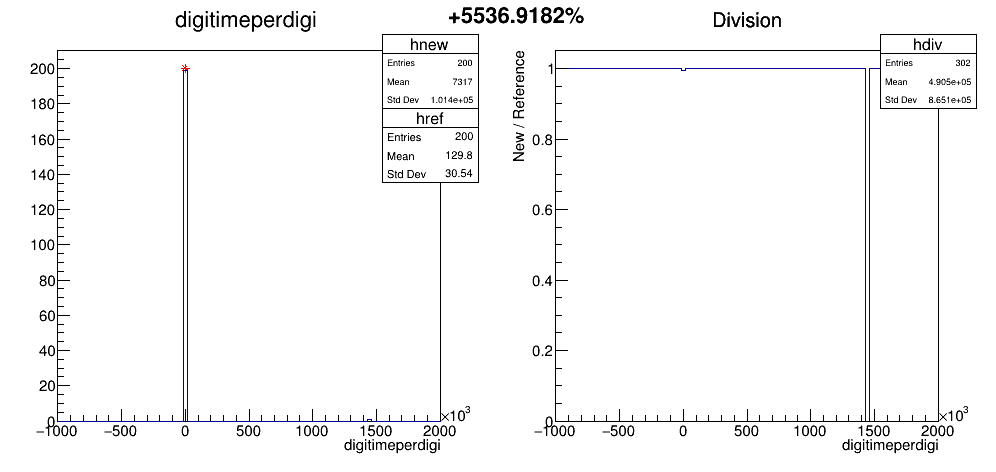 +5536.9182%
digitimeperdigi
hnew
Entries 200
Mean 7317
Std Dev 1.014e+05
href
Entries 200
Mean 129.8
Std Dev 30.54
200
180
160
140
120
100
80
60
40
20
0
−1000 −500 0 500 1000 1500 2000
×10³
digitimeperdigi
Division
hdiv
Entries 302
Mean 4.905e+05
Std Dev 8.651e+05
New / Reference
1
0.8
0.6
0.4
0.2
0
−1000 −500 0 500 1000 1500 2000
×10³
digitimeperdigi